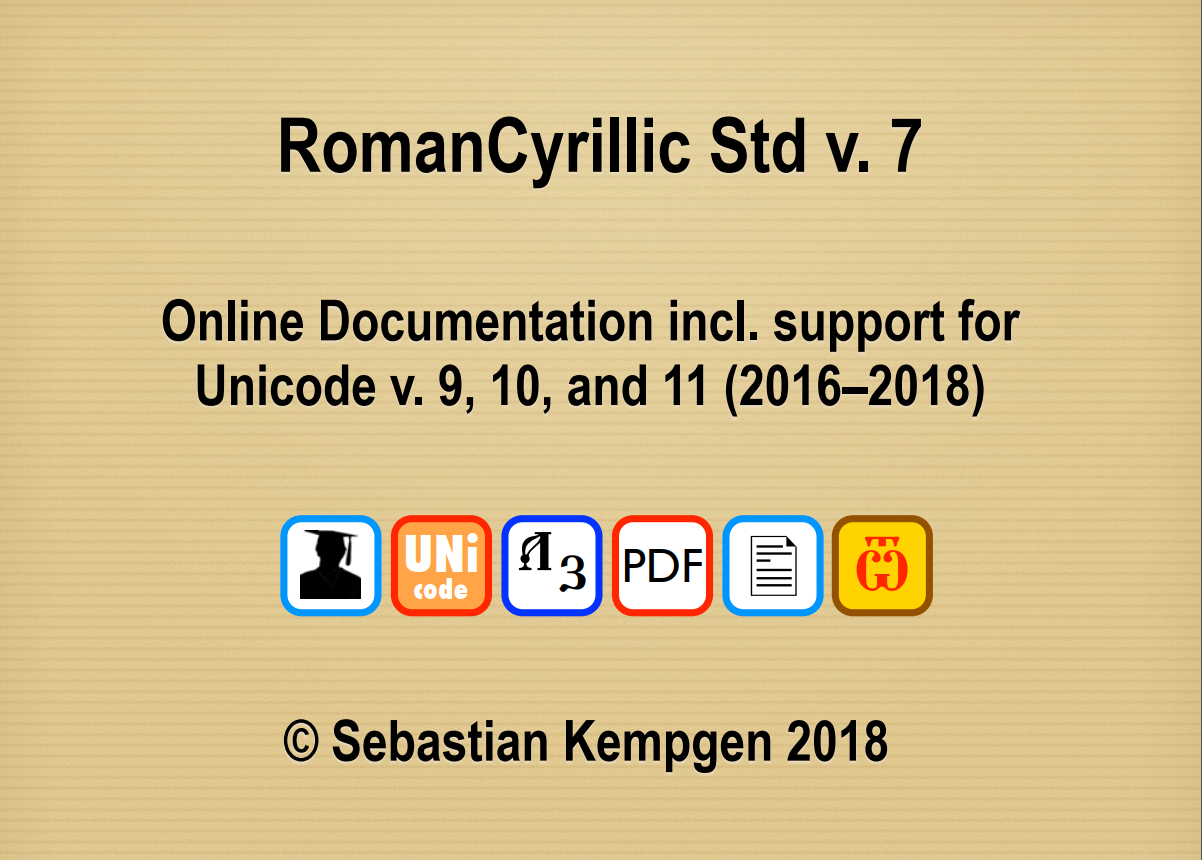 RomanCyrillic Std v. 7
Online Documentation incl. support for
Unicode v. 9, 10, and 11 (2016–2018)
UNi
code
PDF
Ѿ
© Sebastian Kempgen 2018